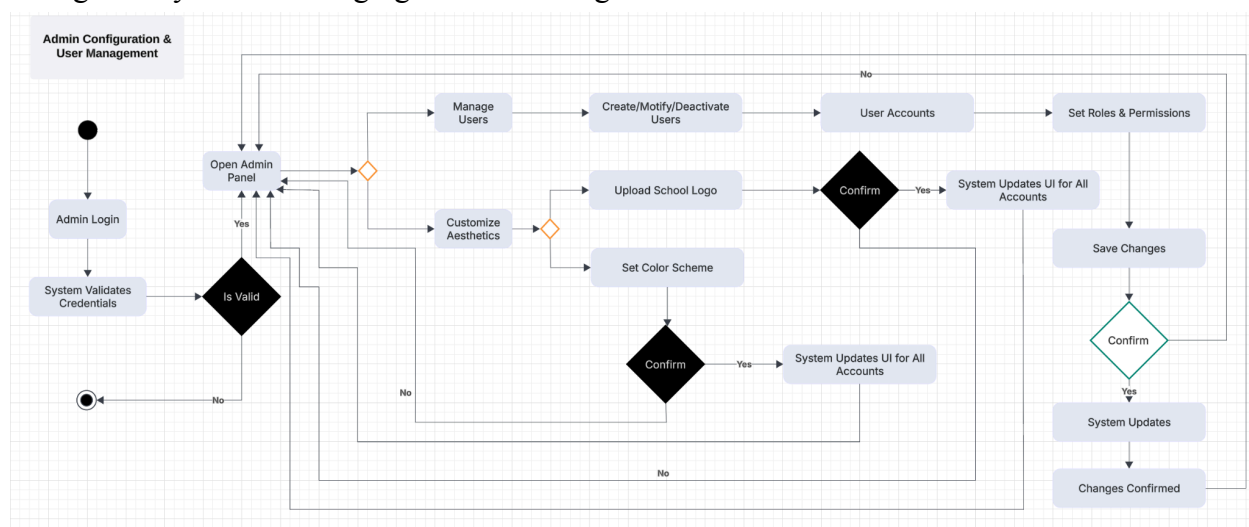 Admin Configuration &
User Management
No
Manage
Users
Create/Motify/Deactivate
Users
User Accounts
Set Roles & Permissions
Open Admin
Panel
Upload School Logo
Confirm
Yes
System Updates UI for All
Accounts
Admin Login
Yes
Customize
Aesthetics
Save Changes
Set Color Scheme
System Validates
Credentials
Is Valid
Confirm
Confirm
Yes
System Updates UI for All
Accounts
Yes
No
No
System Updates
No
Changes Confirmed